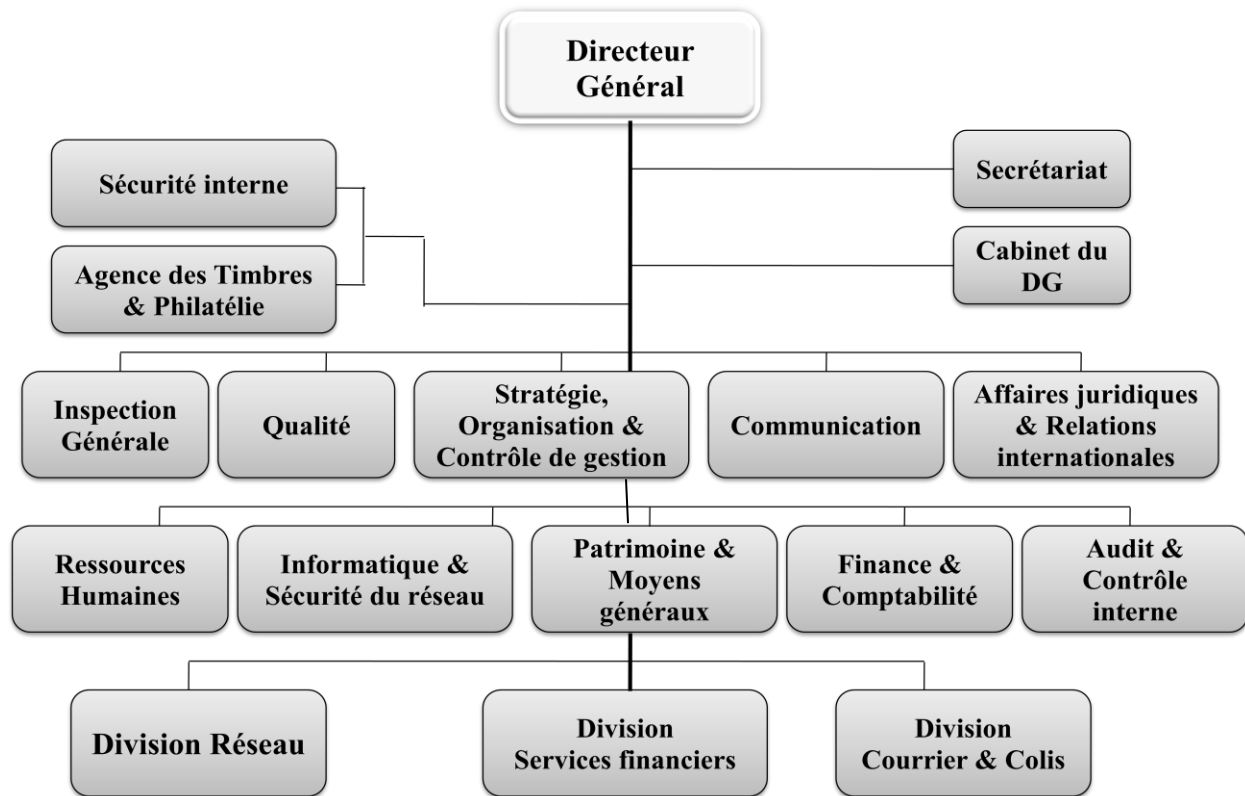 Directeur
Général
Sécurité interne
Secrétariat
Agence des Timbres
& Philatélie
Cabinet du
DG
Inspection
Générale
Qualité
Stratégie,
Organisation &
Contrôle de gestion
Communication
Affaires juridiques
& Relations
internationales
Ressources
Humaines
Informatique &
Sécurité du réseau
Patrimoine &
Moyens
généraux
Finance &
Comptabilité
Audit &
Contrôle
interne
Division Réseau
Division
Services financiers
Division
Courrier & Colis